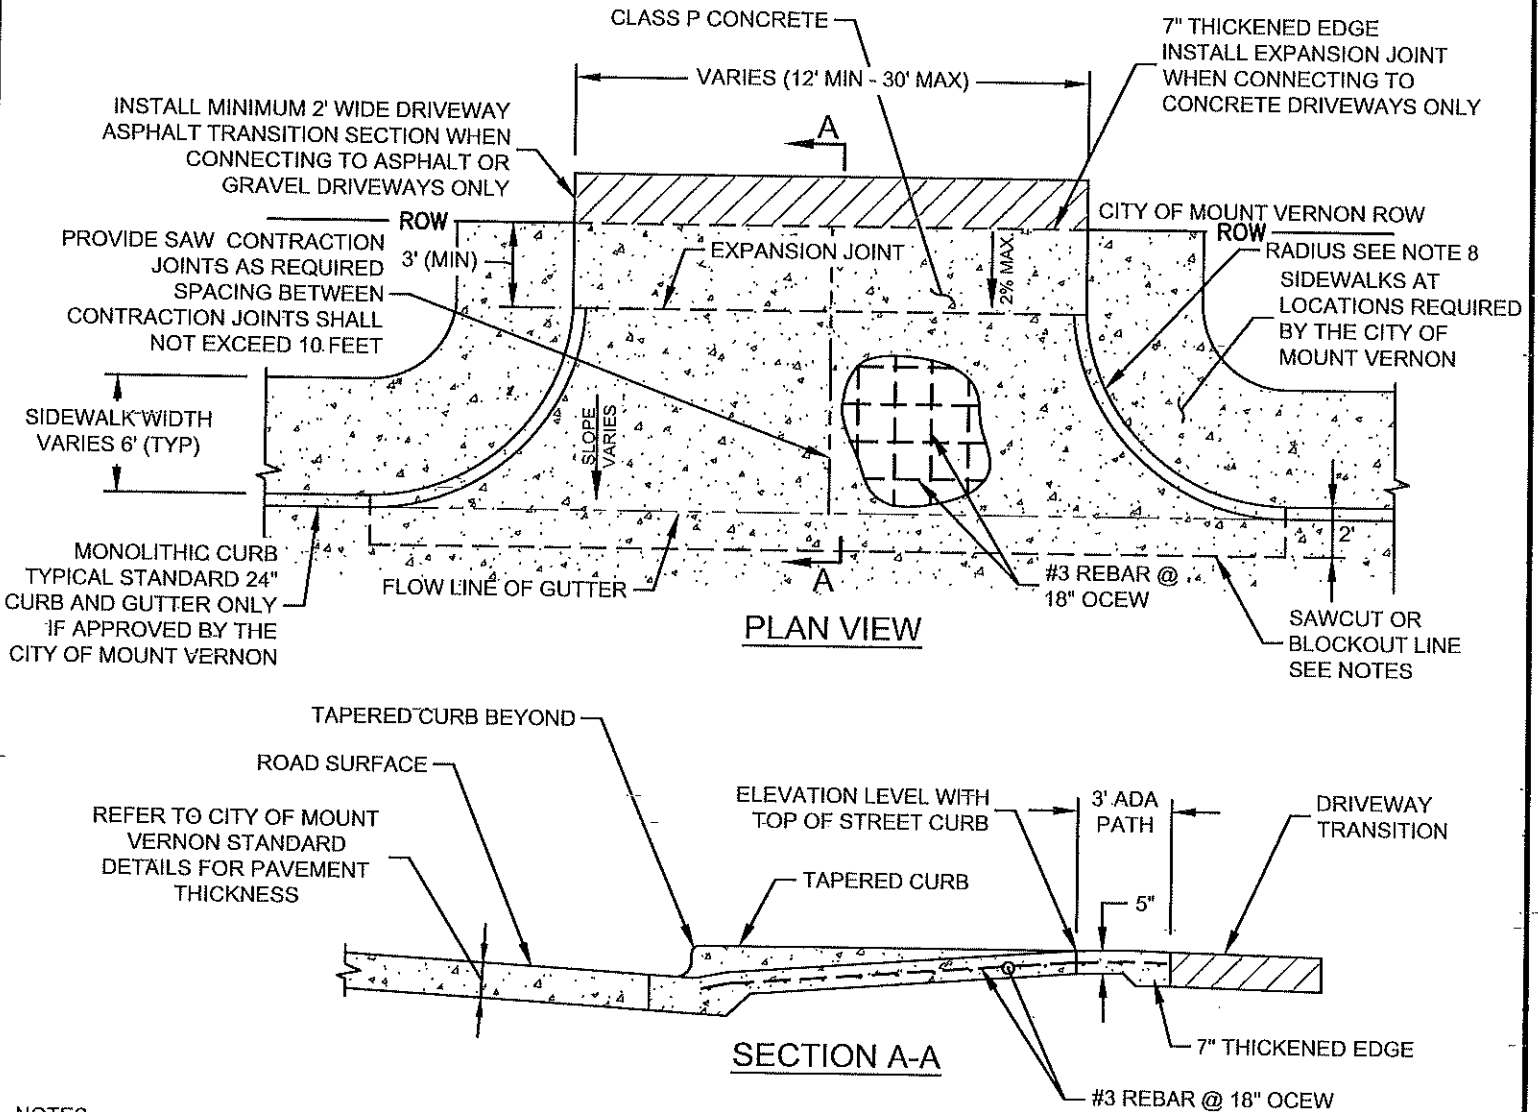 CLASS P CONCRETE
7" THICKENED EDGE
INSTALL EXPANSION JOINT
WHEN CONNECTING TO
CONCRETE DRIVEWAYS ONLY
VARIES (12' MIN - 30' MAX)
INSTALL MINIMUM 2' WIDE DRIVEWAY
ASPHALT TRANSITION SECTION WHEN
CONNECTING TO ASPHALT OR
GRAVEL DRIVEWAYS ONLY
A
ROW
CITY OF MOUNT VERNON ROW
ROW
PROVIDE SAW CONTRACTION
JOINTS AS REQUIRED
SPACING BETWEEN
CONTRACTION JOINTS SHALL
NOT EXCEED 10 FEET
3' (MIN)
EXPANSION JOINT
2% MAX.
RADIUS SEE NOTE 8
SIDEWALKS AT
LOCATIONS REQUIRED
BY THE CITY OF
MOUNT VERNON
SIDEWALK WIDTH
VARIES 6' (TYP)
SLOPE
VARIES
2'
MONOLITHIC CURB
TYPICAL STANDARD 24"
CURB AND GUTTER ONLY
IF APPROVED BY THE
CITY OF MOUNT VERNON
FLOW LINE OF GUTTER
A
#3 REBAR @
18" OCEW
SAWCUT OR
BLOCKOUT LINE
SEE NOTES
PLAN VIEW
TAPERED CURB BEYOND
ROAD SURFACE
REFER TO CITY OF MOUNT
VERNON STANDARD
DETAILS FOR PAVEMENT
THICKNESS
ELEVATION LEVEL WITH
TOP OF STREET CURB
3' ADA
PATH
DRIVEWAY
TRANSITION
TAPERED CURB
5"
7" THICKENED EDGE
SECTION A-A
#3 REBAR @ 18" OCEW
NOTES